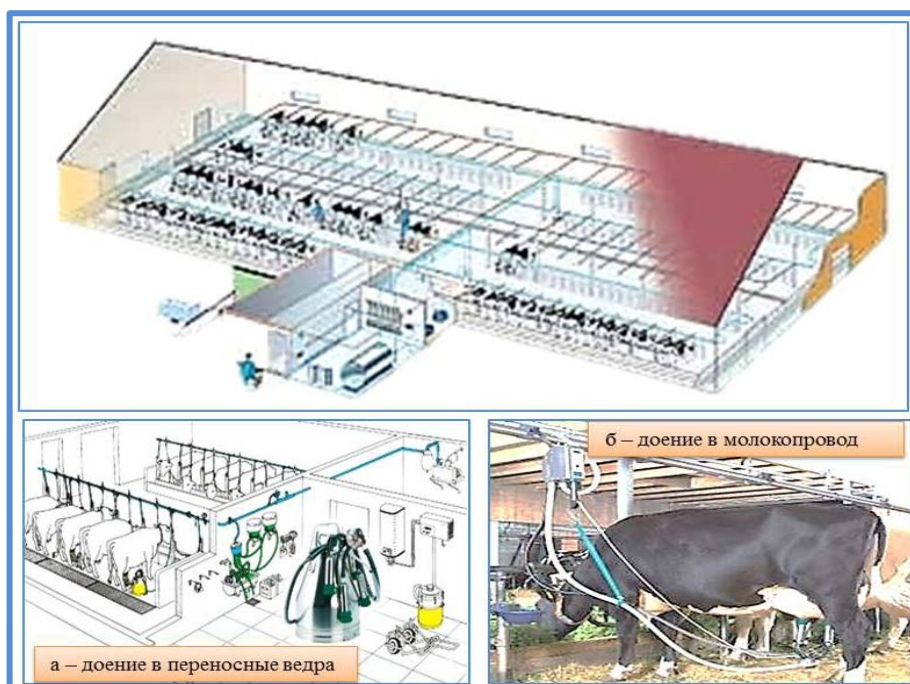 б – доение в молокопровод
а – доение в переносные ведра